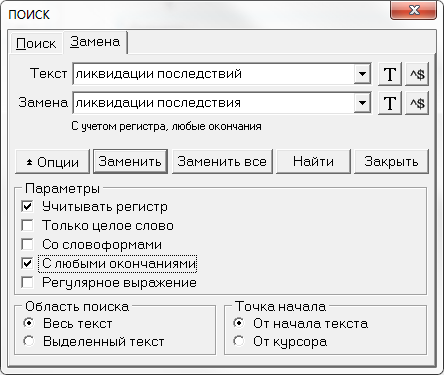 ПОИСК
Поиск Замена
Текст ликвидации последствий T ^$
Замена ликвидации последствия T ^$
С учетом регистра, любые окончания
Опции Заменить Заменить все Найти Закрыть
Параметры
Учитывать регистр
Только целое слово
Со словоформами
С любыми окончаниями
Регулярное выражение
Область поиска Точка начала
Весь текст От начала текста
Выделенный текст От курсора